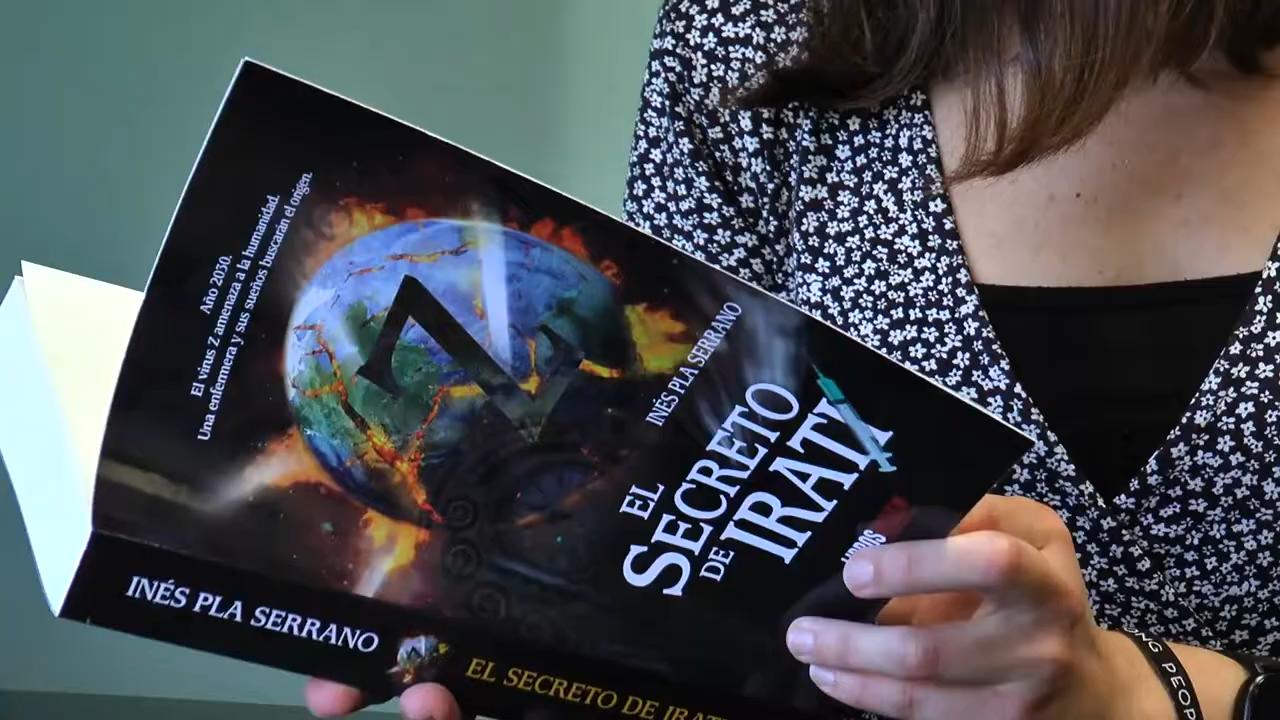 Año 2030.
El virus Z amenaza a la humanidad.
Una enfermera y sus sueños buscarán el origen.
Z
INÉS PLA SERRANO
EL
SECRETO
DE IRATI
INÉS PLA SERRANO
EL SECRETO DE IRATI